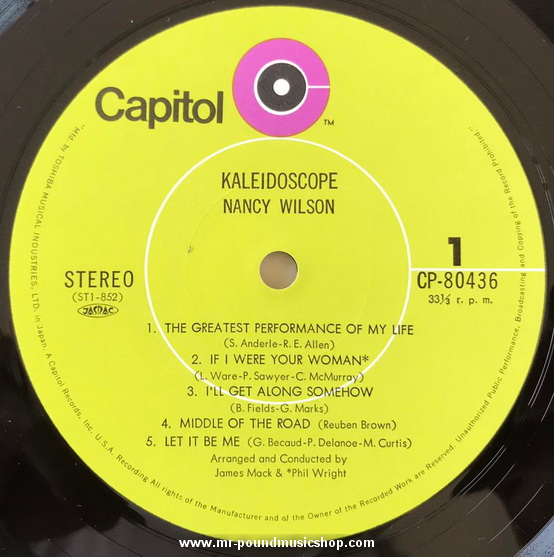 Capitol
TM
KALEIDOSCOPE
NANCY WILSON
STEREO
(ST1-852)
JASRAC
1
CP-80436
33⅓ r. p. m.
1. THE GREATEST PERFORMANCE OF MY LIFE
(S. Anderle-R. E. Allen)
2. IF I WERE YOUR WOMAN*
(L. Ware-P. Sawyer-C. McMurray)
3. I'LL GET ALONG SOMEHOW
(B. Fields-G. Marks)
4. MIDDLE OF THE ROAD (Reuben Brown)
5. LET IT BE ME (G. Becaud-P. Delanoe-M. Curtis)
Arranged and Conducted by
James Mack & *Phil Wright
"Mfd. by TOSHIBA MUSICAL INDUSTRIES, LTD. in Japan. A Capitol Records, Inc. U. S. A. Recording All rights of the Manufacturer and of the Owner of the Recorded Work are Reserved. Unauthorized Public Performance, Broadcasting and Copying of the Record Prohibited."
www.mr-poundmusicshop.com